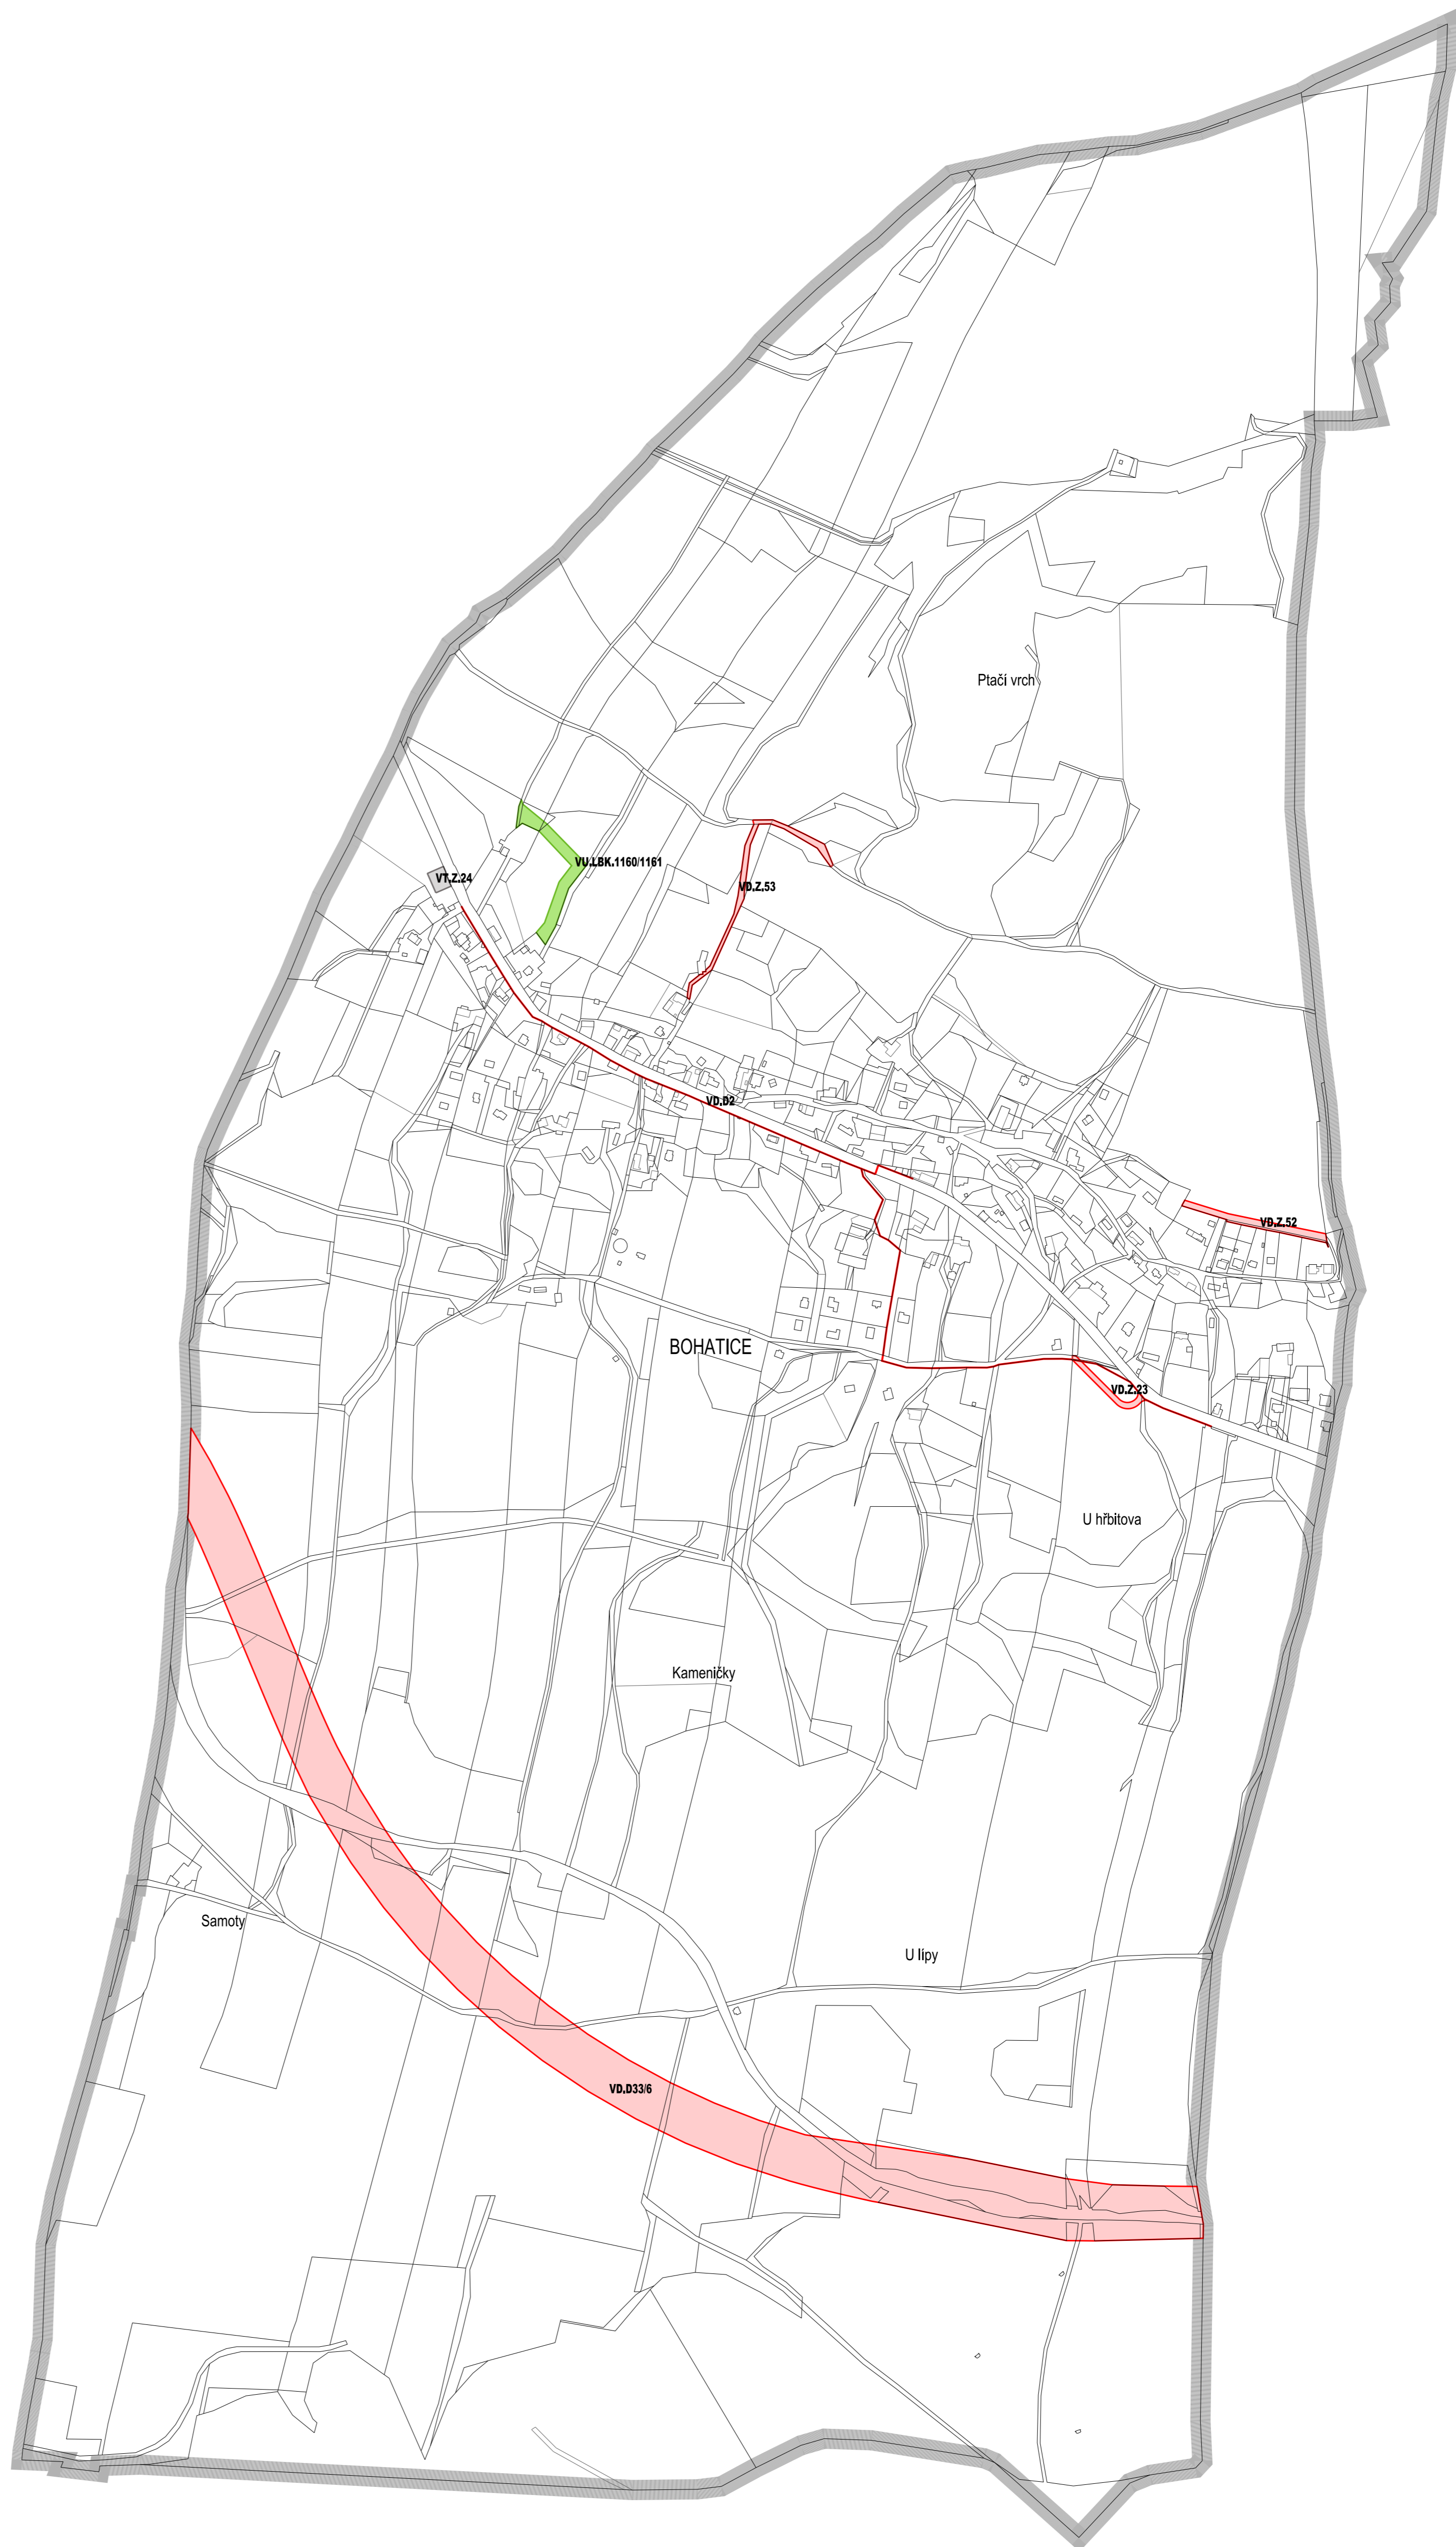 Ptačí vrch
VU.LBK.1160/1161
VT.Z.24
VD.Z.53
VD.D2
VD.Z.52
BOHATICE
VD.Z.23
U hřbitova
Kameničky
Samoty
U lípy
VD.D33/6